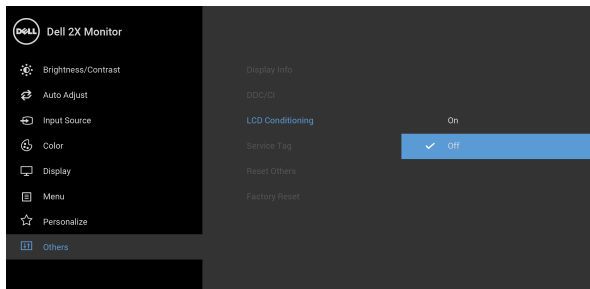 DELL
Dell 2X Monitor
Brightness/Contrast
Auto Adjust
Input Source
Color
Display
Menu
Personalize
Others
Display Info
DDC/CI
LCD Conditioning
Service Tag
Reset Others
Factory Reset
On
Off